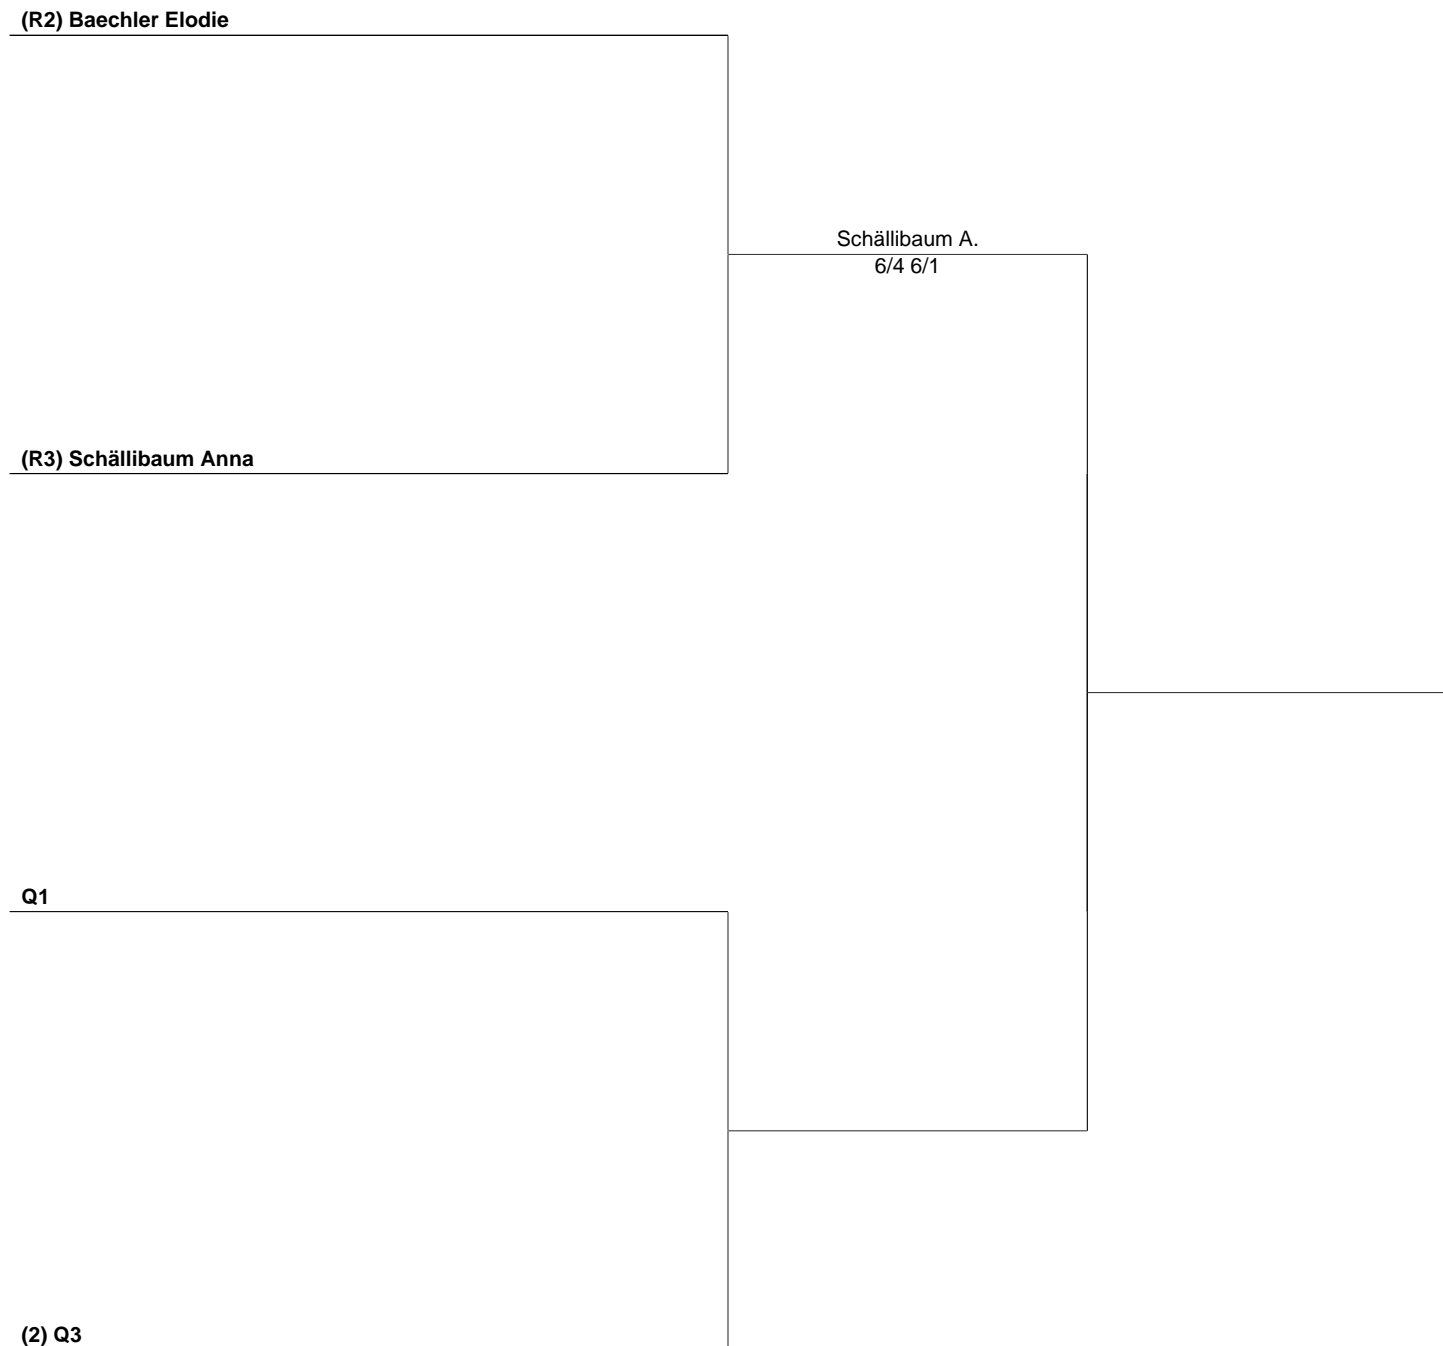 (R2) Baechler Elodie
Schällibaum A.
6/4 6/1
(R3) Schällibaum Anna
Q1
(2) Q3